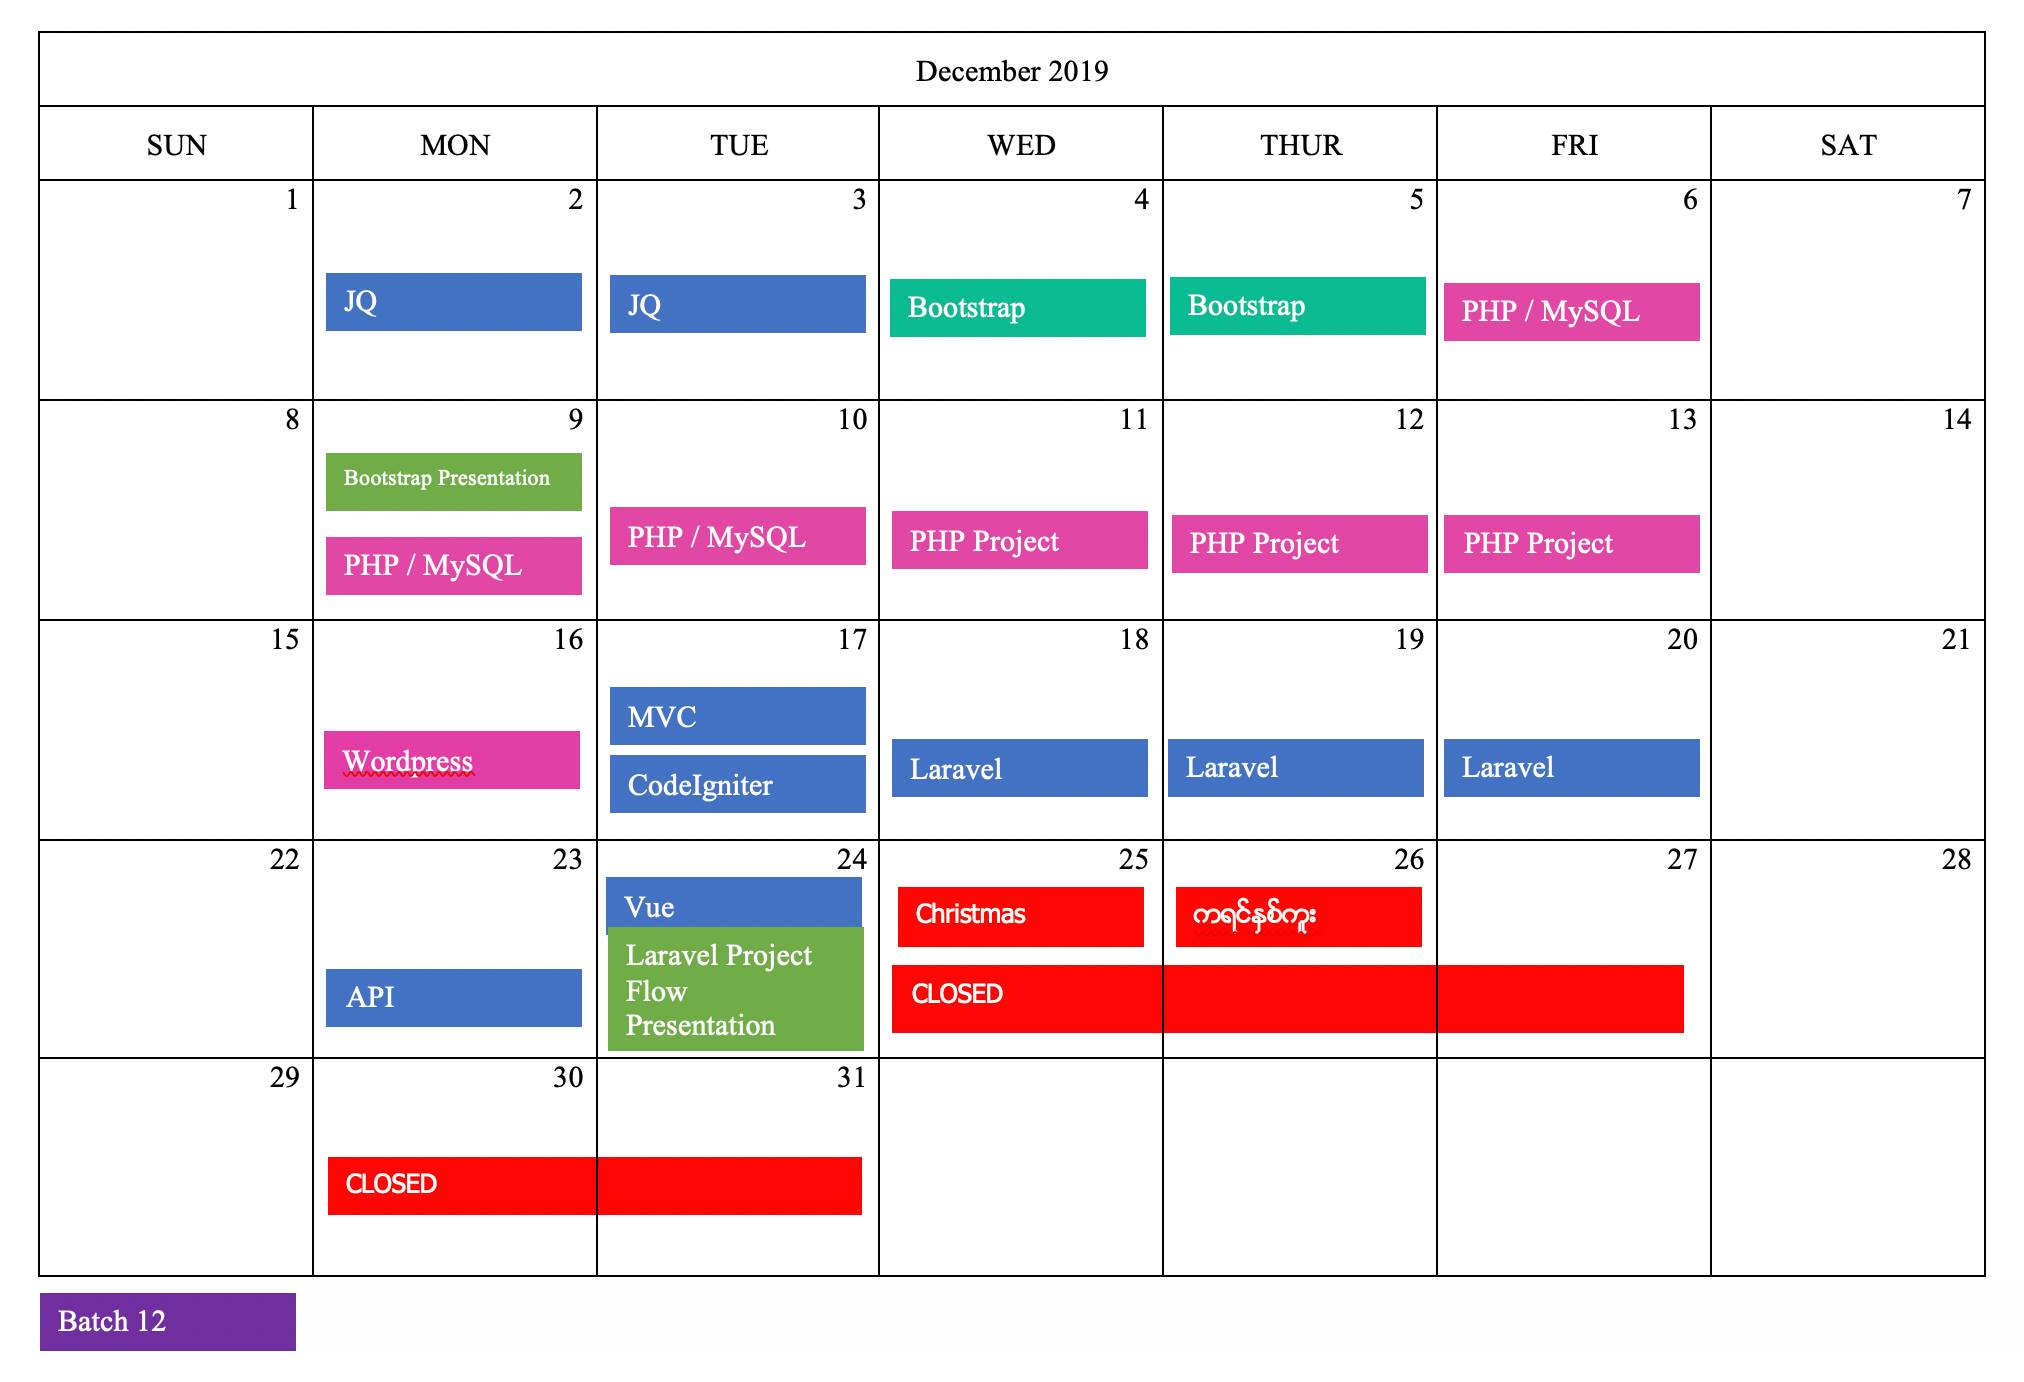 December 2019
SUN MON TUE WED THUR FRI SAT
1 2 3 4 5 6 7
JQ JQ Bootstrap Bootstrap PHP / MySQL
8 9 10 11 12 13 14
Bootstrap Presentation
PHP / MySQL PHP / MySQL PHP Project PHP Project PHP Project
15 16 17 18 19 20 21
MVC
Wordpress CodeIgniter Laravel Laravel Laravel
22 23 24 25 26 27 28
Vue Christmas ကရင်နှစ်ကူး
Laravel Project
Flow
Presentation
API CLOSED
29 30 31
CLOSED
Batch 12